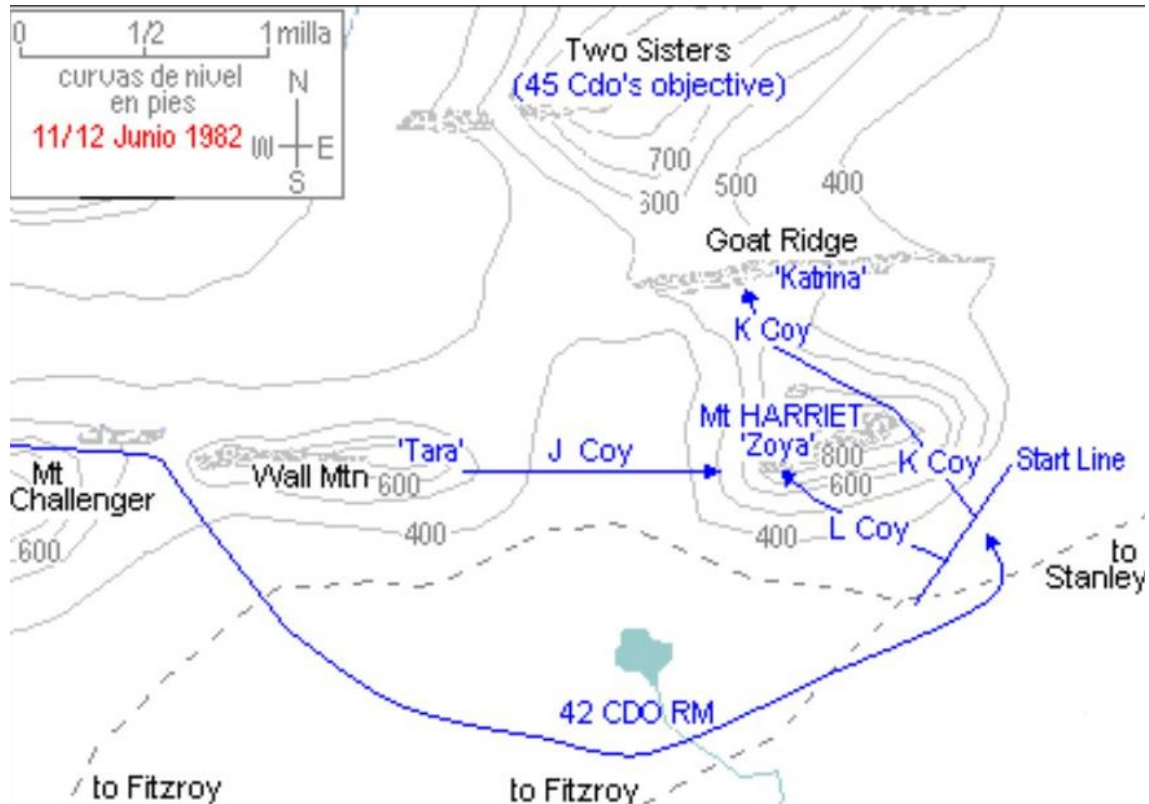 0 1/2 1 milla
curvas de nivel
en pies
11/12 Junio 1982
N
W E
S
Two Sisters
(45 Cdo's objective)
700
600
500
400
Goat Ridge
'Katrina'
K Coy
Mt HARRIET
'Zoya'
800
600
K Coy
Start Line
'Tara'
J Coy
Wall Mtn
600
Mt
Challenger
600
400
400
L Coy
to
Stanley
42 CDO RM
to Fitzroy
to Fitzroy